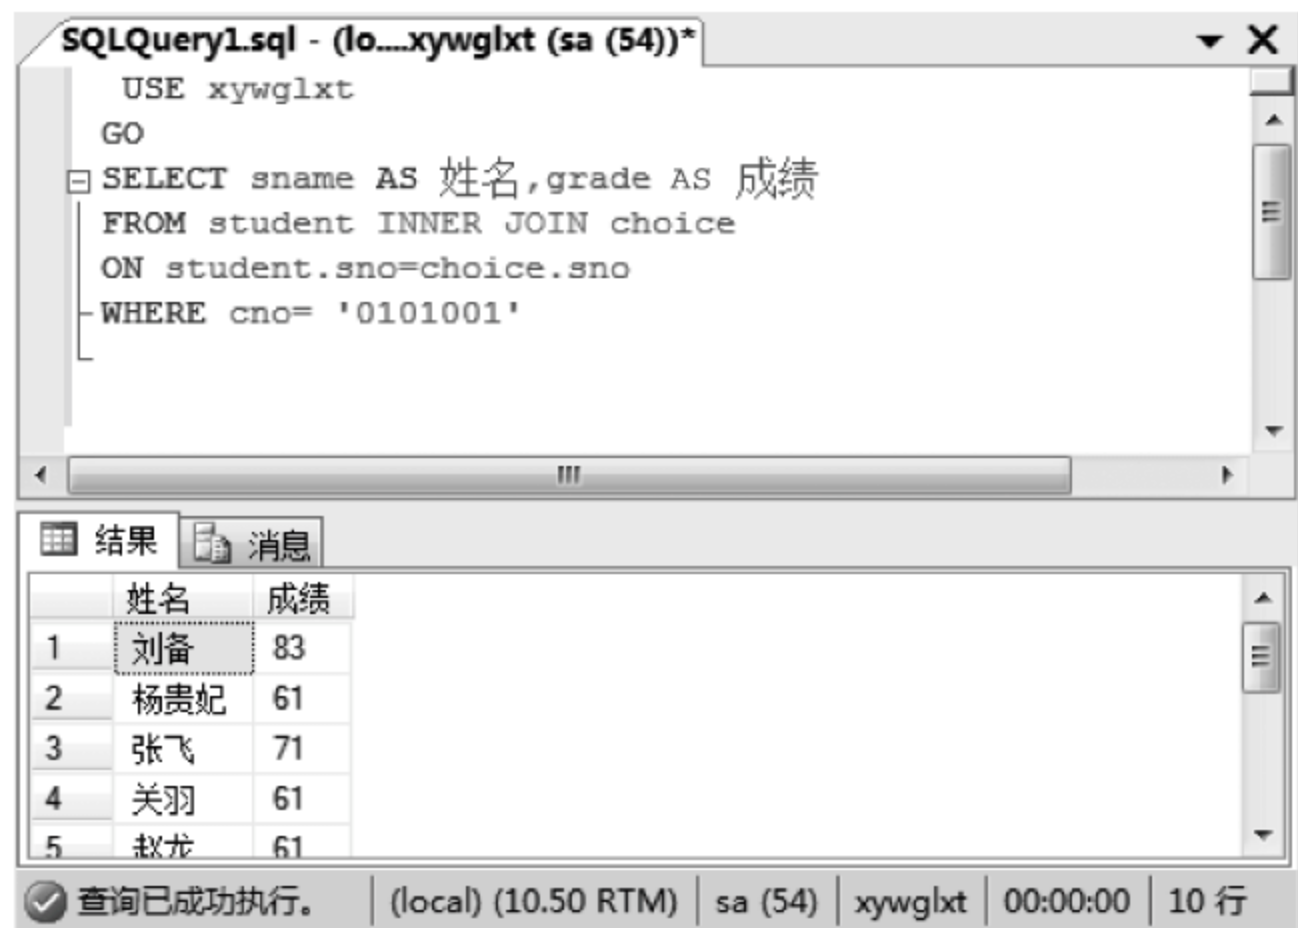 SQLQuery1.sql - (lo....xywglxt (sa (54))*
USE xywglxt
GO
SELECT sname AS 姓名,grade AS 成绩
FROM student INNER JOIN choice
ON student.sno=choice.sno
WHERE cno= '0101001'
结果 消息
姓名 成绩
1 刘备 83
2 杨贵妃 61
3 张飞 71
4 关羽 61
5 赵龙 61
查询已成功执行。 (local) (10.50 RTM) sa (54) xywglxt 00:00:00 10 行